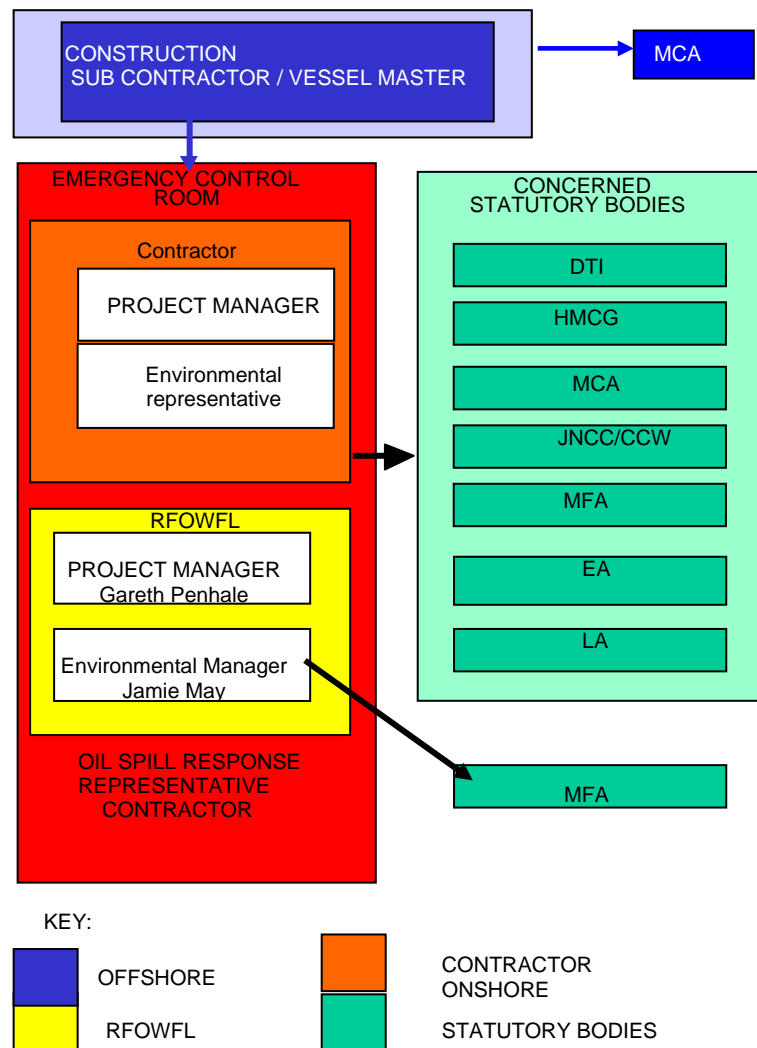 CONSTRUCTION
SUB CONTRACTOR / VESSEL MASTER
MCA
EMERGENCY CONTROL
ROOM
Contractor
PROJECT MANAGER
Environmental
representative
RFOWFL
PROJECT MANAGER
Gareth Penhale
Environmental Manager
Jamie May
OIL SPILL RESPONSE
REPRESENTATIVE
CONTRACTOR
CONCERNED
STATUTORY BODIES
DTI
HMCG
MCA
JNCC/CCW
MFA
EA
LA
MFA
KEY:
OFFSHORE
CONTRACTOR
ONSHORE
RFOWFL
STATUTORY BODIES